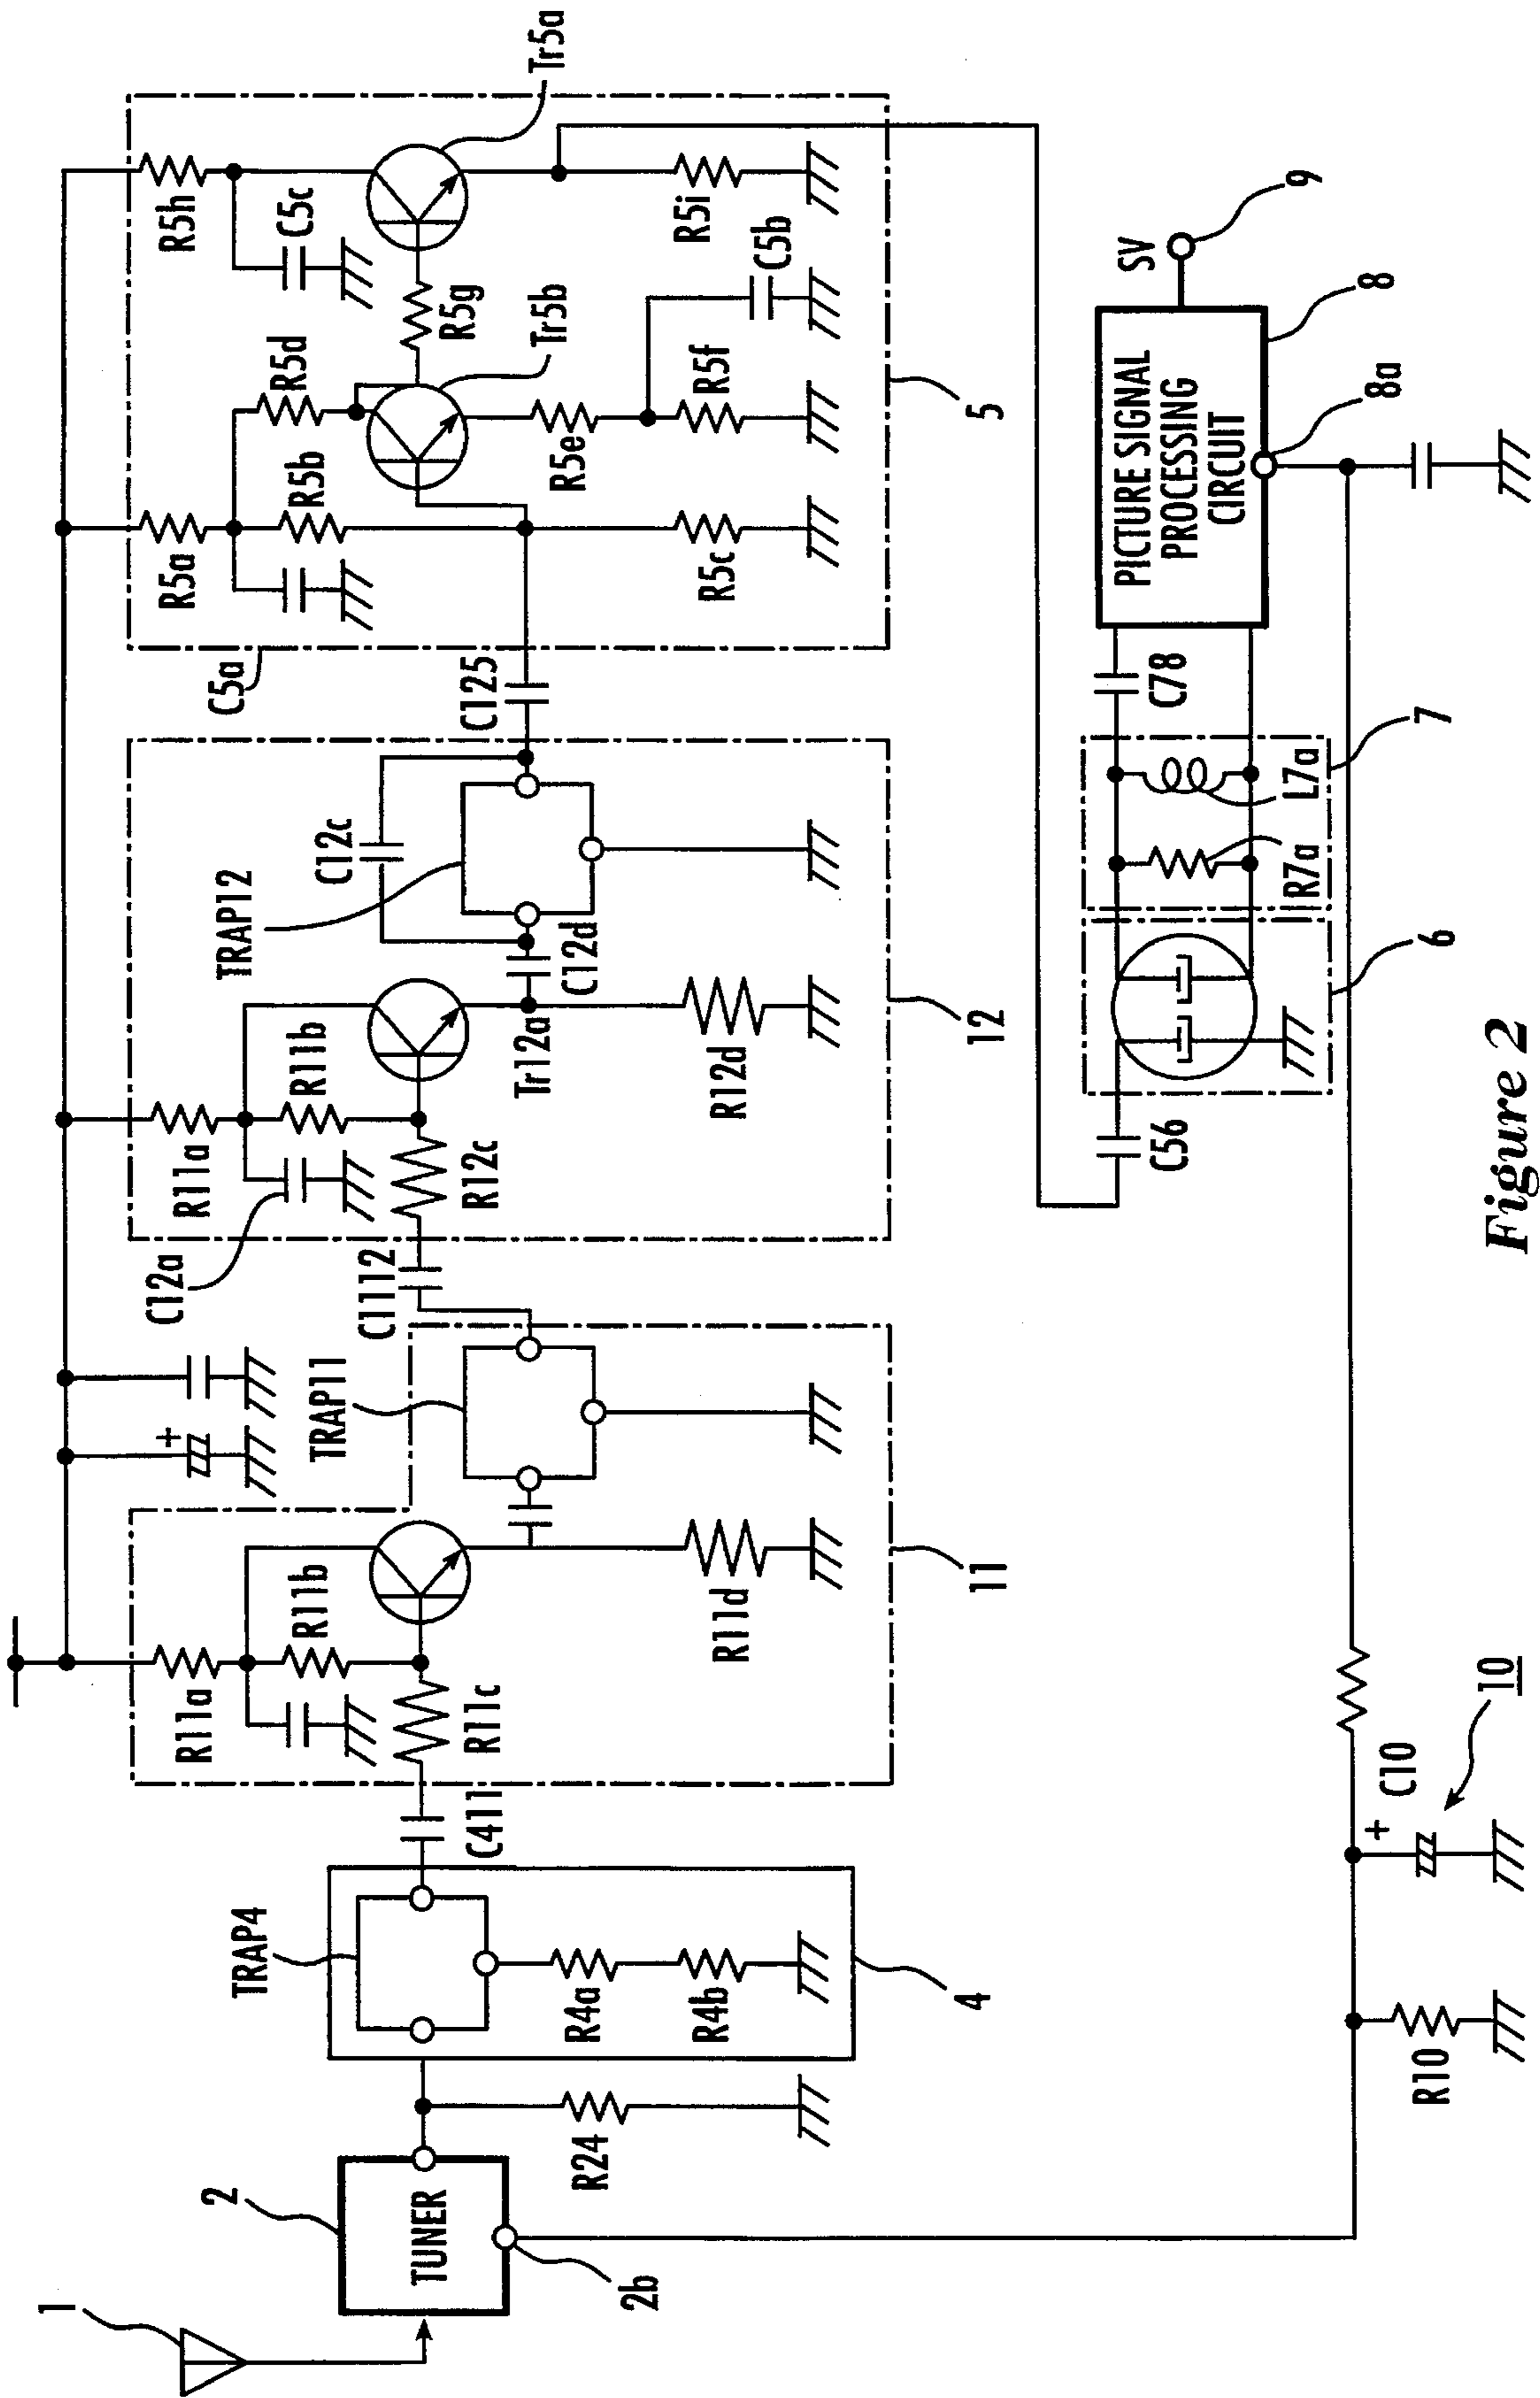 1
2
TUNER
2b
R24
TRAP4
R4a
R4b
4
C411
R11a
R11b
R11c
R11d
11
TRAP11
+
C1112
C12a
R11a
R11b
R12c
Tr12a
R12d
12
TRAP12
C12c
C12d
C125
C5a
R5a
R5b
R5c
R5d
R5e
R5f
R5g
Tr5b
R5h
C5c
Tr5a
R5i
C5b
5
C56
6
R7a
L7a
7
C78
PICTURE SIGNAL
PROCESSING
CIRCUIT
SV
9
8
8a
R10
+
C10
10
Figure 2